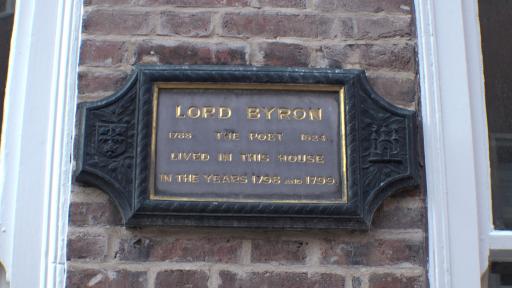 LORD BYRON
1788 THE POET 1824
LIVED IN THIS HOUSE
IN THE YEARS 1798 AND 1799